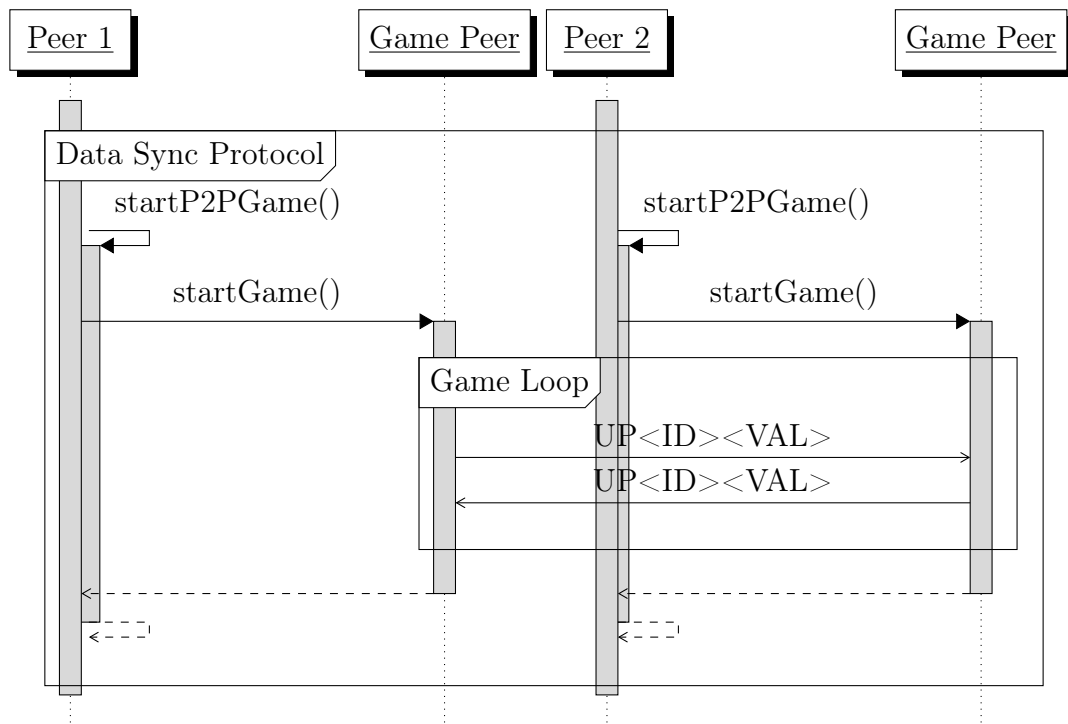 Peer 1
Game Peer
Peer 2
Game Peer
Data Sync Protocol
startP2PGame()
startP2PGame()
startGame()
startGame()
Game Loop
UP<ID><VAL>
UP<ID><VAL>